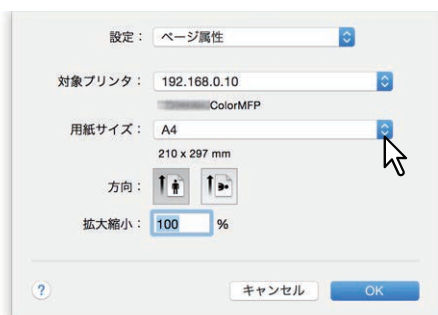 設定： ページ属性
対象プリンタ： 192.168.0.10
ColorMFP
用紙サイズ： A4
210 x 297 mm
方向：
拡大縮小： 100 %
? キャンセル OK